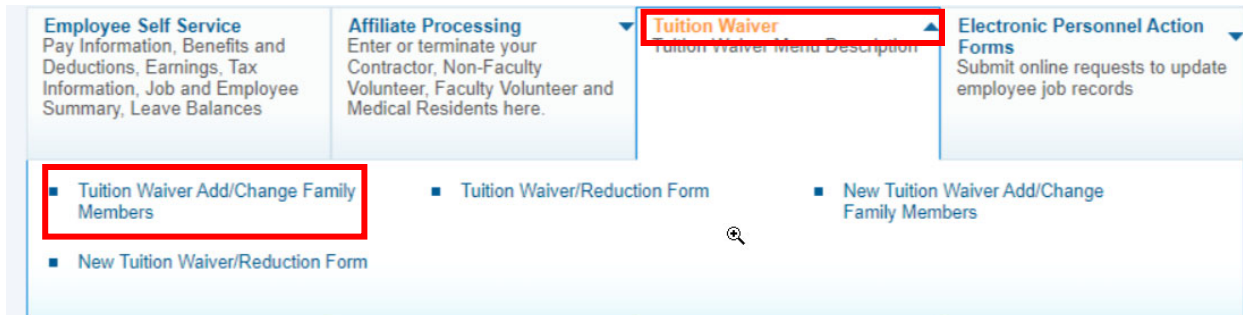 Employee Self Service
Pay Information, Benefits and
Deductions, Earnings, Tax
Information, Job and Employee
Summary, Leave Balances
Affiliate Processing
Enter or terminate your
Contractor, Non-Faculty
Volunteer, Faculty Volunteer and
Medical Residents here.
Tuition Waiver
Tuition Waiver Menu Description
Electronic Personnel Action
Forms
Submit online requests to update
employee job records
Tuition Waiver Add/Change Family
Members
Tuition Waiver/Reduction Form
New Tuition Waiver Add/Change
Family Members
New Tuition Waiver/Reduction Form